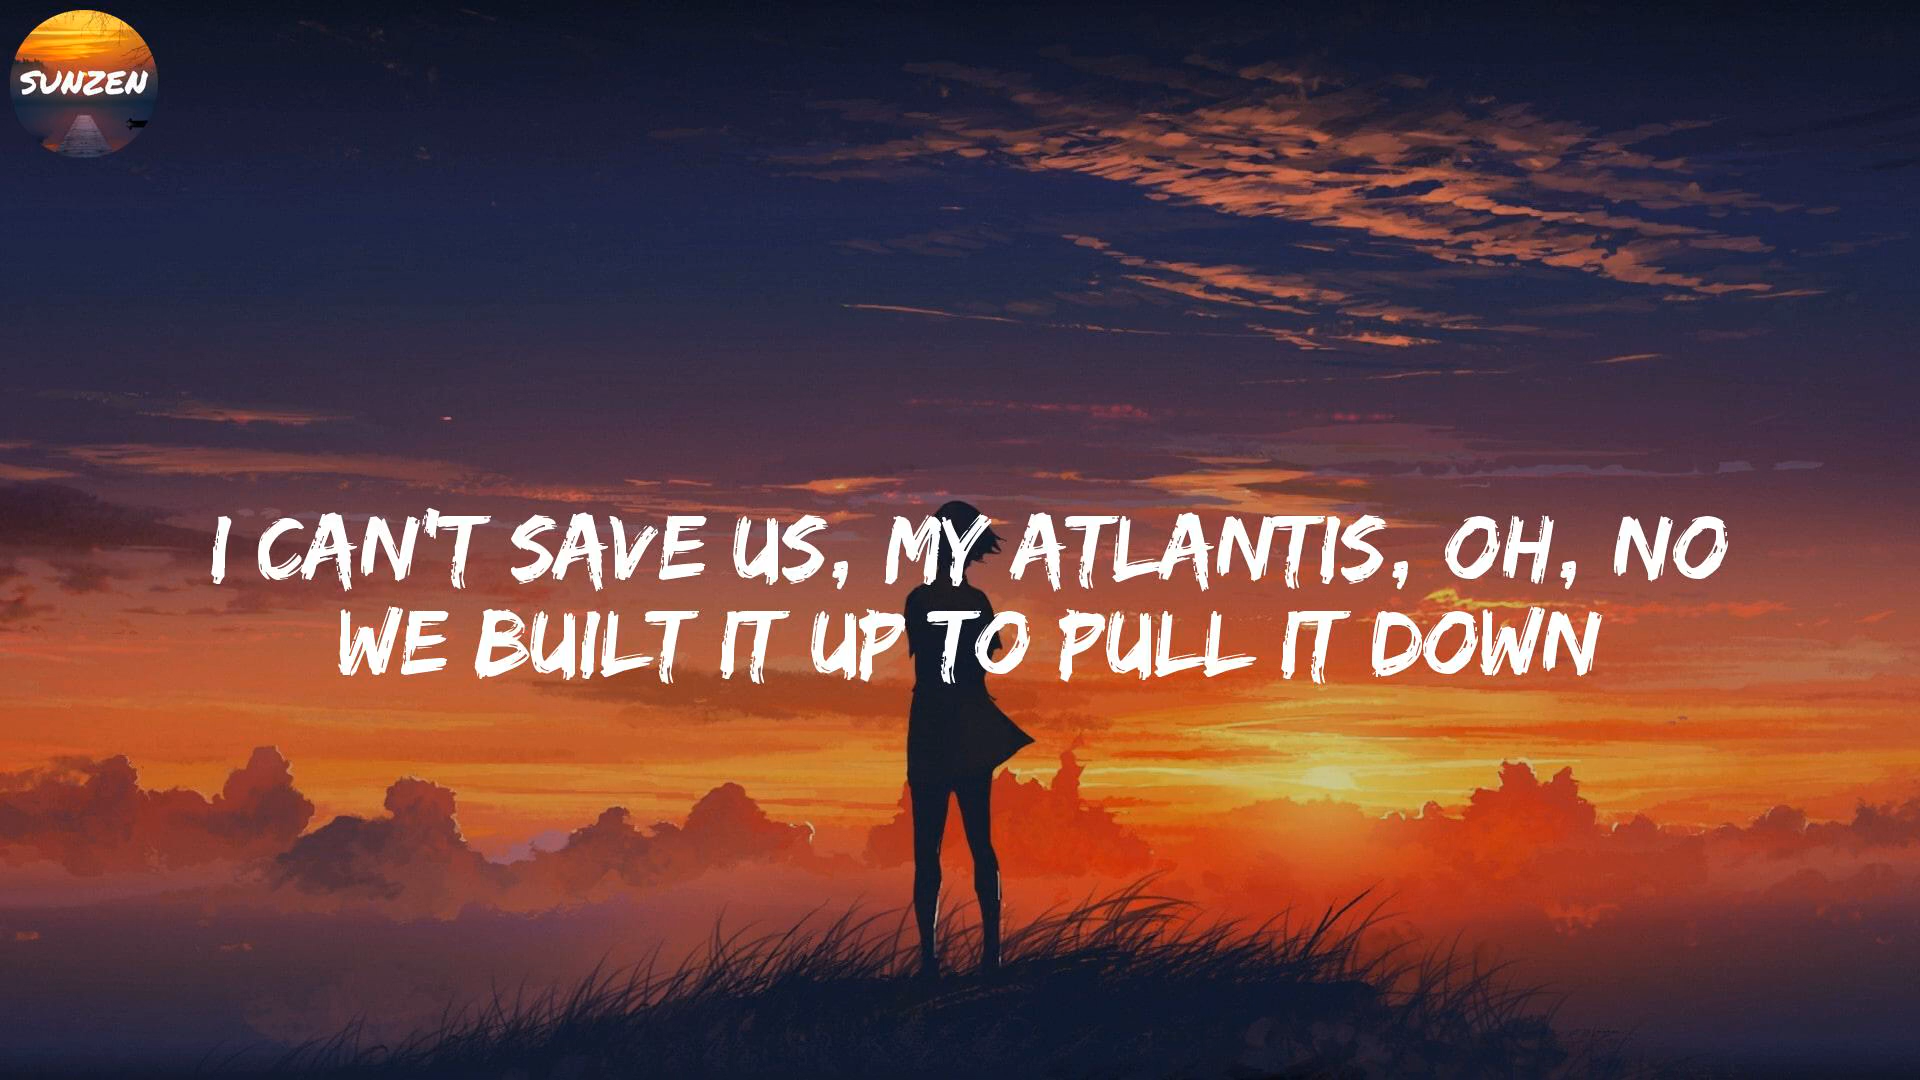 SUNZEN
I CAN'T SAVE US, MY ATLANTIS, OH, NO
WE BUILT IT UP TO PULL IT DOWN